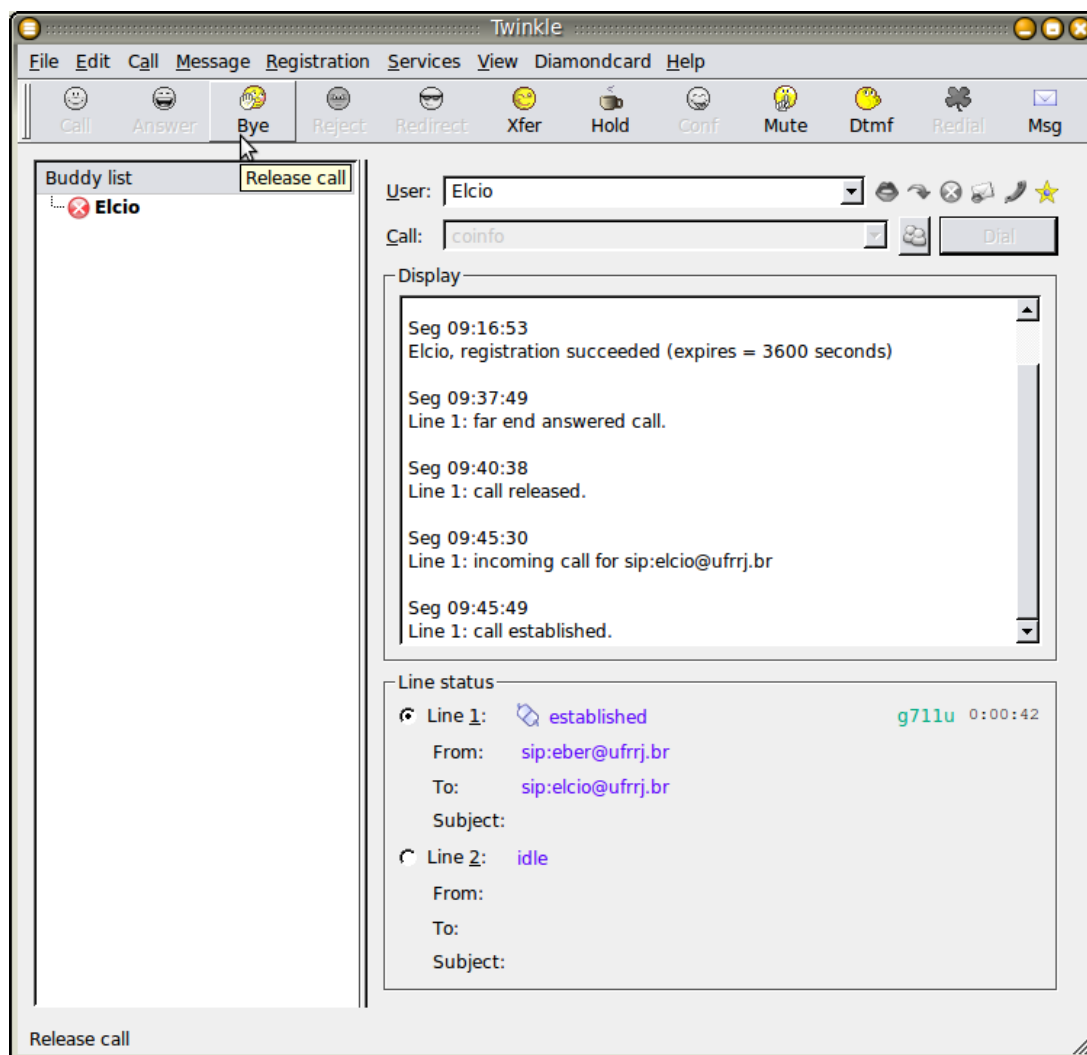 Twinkle
File Edit Call Message Registration Services View Diamondcard Help
Call Answer Bye Reject Redirect Xfer Hold Conf Mute Dtmf Redial Msg
Buddy list
Release call
Elcio
User: Elcio
Call: coinfo Dial
Display
Seg 09:16:53
Elcio, registration succeeded (expires = 3600 seconds)
Seg 09:37:49
Line 1: far end answered call.
Seg 09:40:38
Line 1: call released.
Seg 09:45:30
Line 1: incoming call for sip:elcio@ufrrj.br
Seg 09:45:49
Line 1: call established.
Line status
Line 1: established g711u 0:00:42
From: sip:eber@ufrrj.br
To: sip:elcio@ufrrj.br
Subject:
Line 2: idle
From:
To:
Subject:
Release call